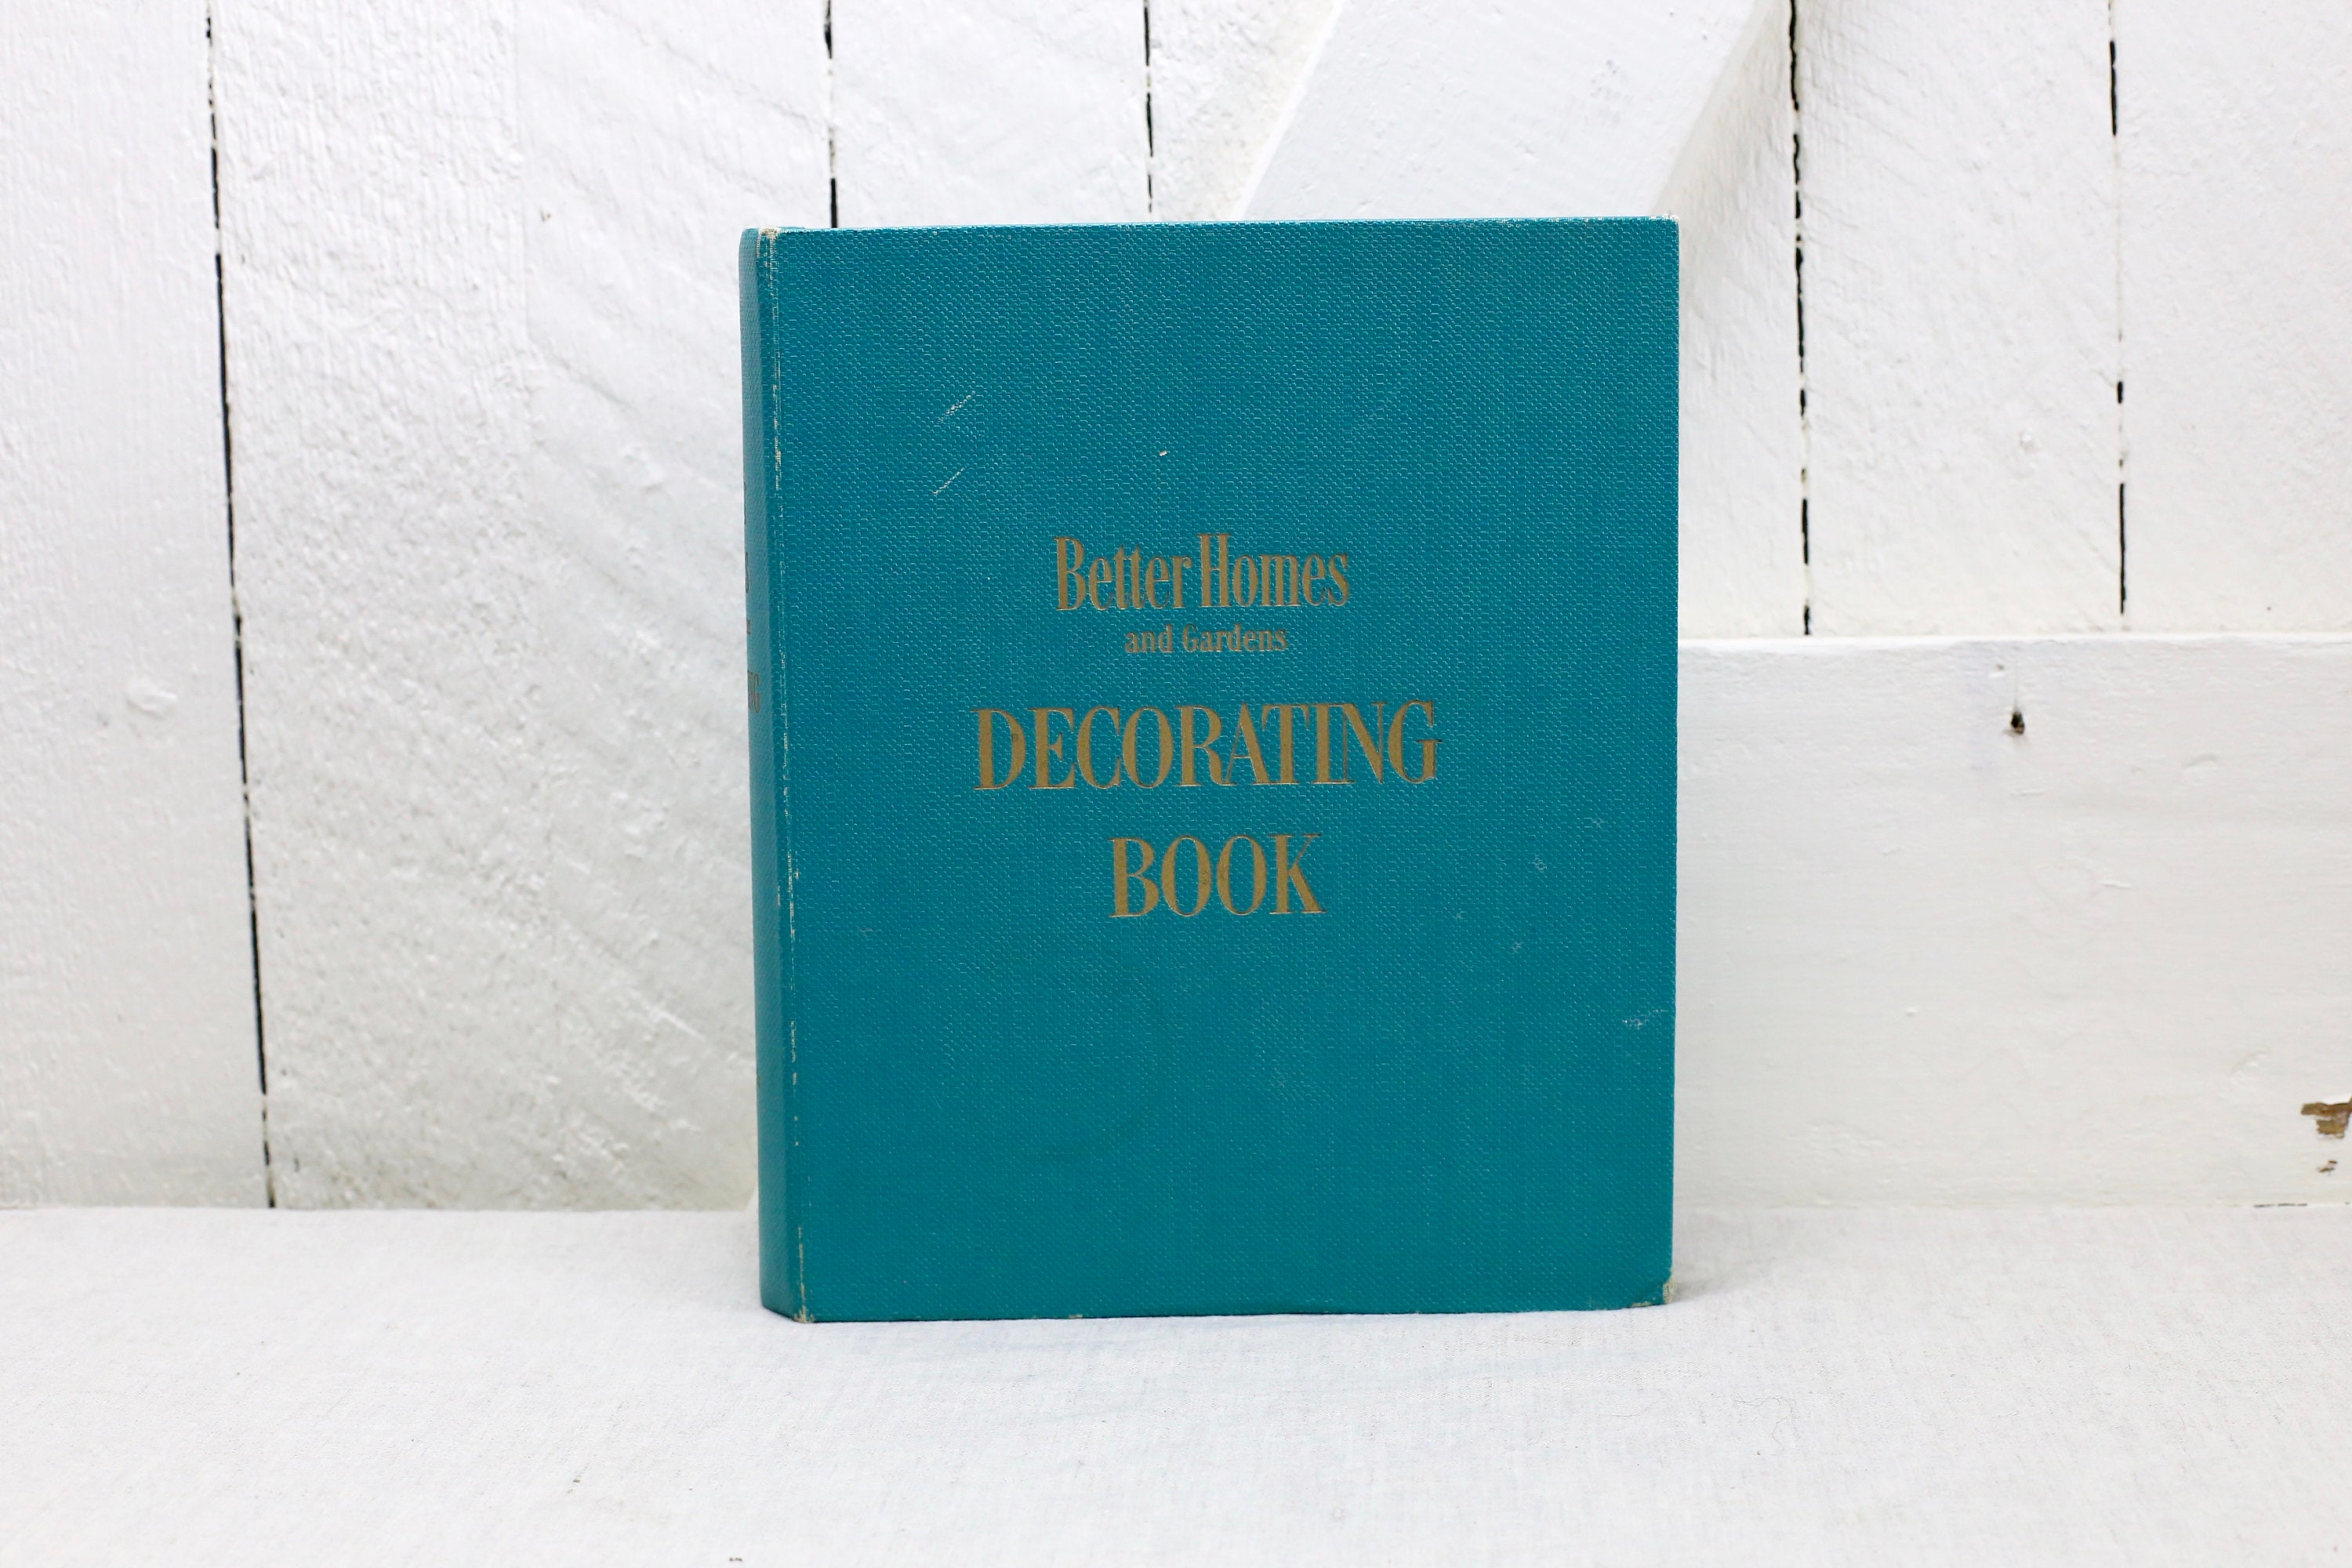 Better Homes
and Gardens
DECORATING
BOOK